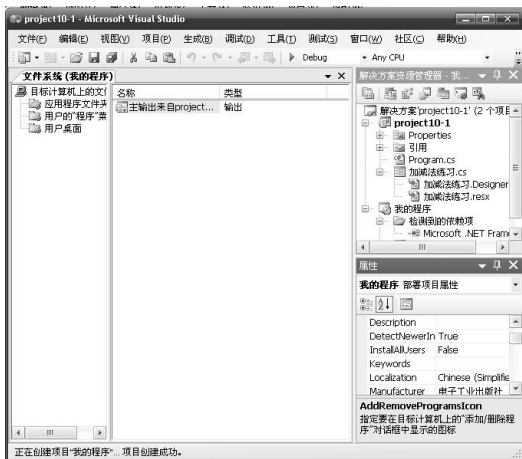 project10-1 - Microsoft Visual Studio
文件(F) 编辑(E) 视图(V) 项目(P) 生成(B) 调试(D) 工具(T) 测试(S) 窗口(W) 社区(C) 帮助(H)
Debug Any CPU
文件系统 (我的程序)
目标计算机上的文
应用程序文件
用户的"程序"菜
用户桌面
名称 类型
主输出来自project... 输出
解决方案资源管理器 - 我...
解决方案'project10-1' (2 个项
project10-1
Properties
引用
Program.cs
加减法练习.cs
加减法练习.Designer
加减法练习.resx
我的程序
检测到的依赖项
Microsoft .NET Fram
属性
我的程序 部署项目属性
Description
DetectNewerIn True
InstallAllUsers False
Keywords
Localization Chinese (Simplifie
Manufacturer 电子工业出版社
AddRemoveProgramsIcon
指定要在目标计算机上的"添加/删除程
序"对话框中显示的图标
正在创建项目"我的程序"... 项目创建成功。